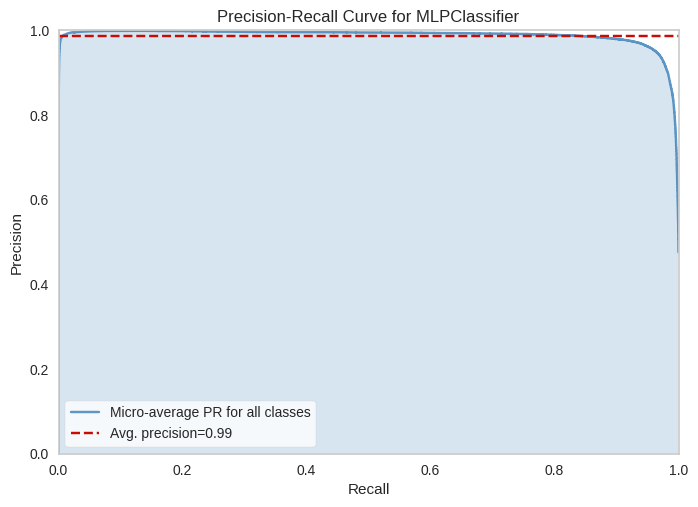 Precision-Recall Curve for MLPClassifier
1.0
0.8
0.6
0.4
0.2
0.0
Precision
Micro-average PR for all classes
Avg. precision=0.99
0.0 0.2 0.4 0.6 0.8 1.0
Recall